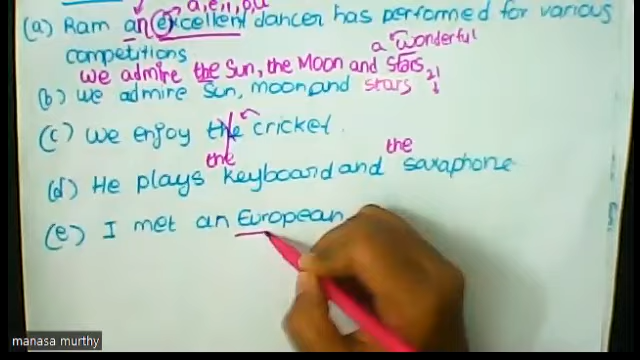 a, e, i, o, u
(a) Ram an excellent dancer has performed for various
competitions
a wonderful
we admire the Sun, the Moon and stars
(b) we admire Sun, moon and stars
(c) we enjoy the cricket.
the the
(d) He plays keyboard and saxaphone
(e) I met an European
manasa murthy